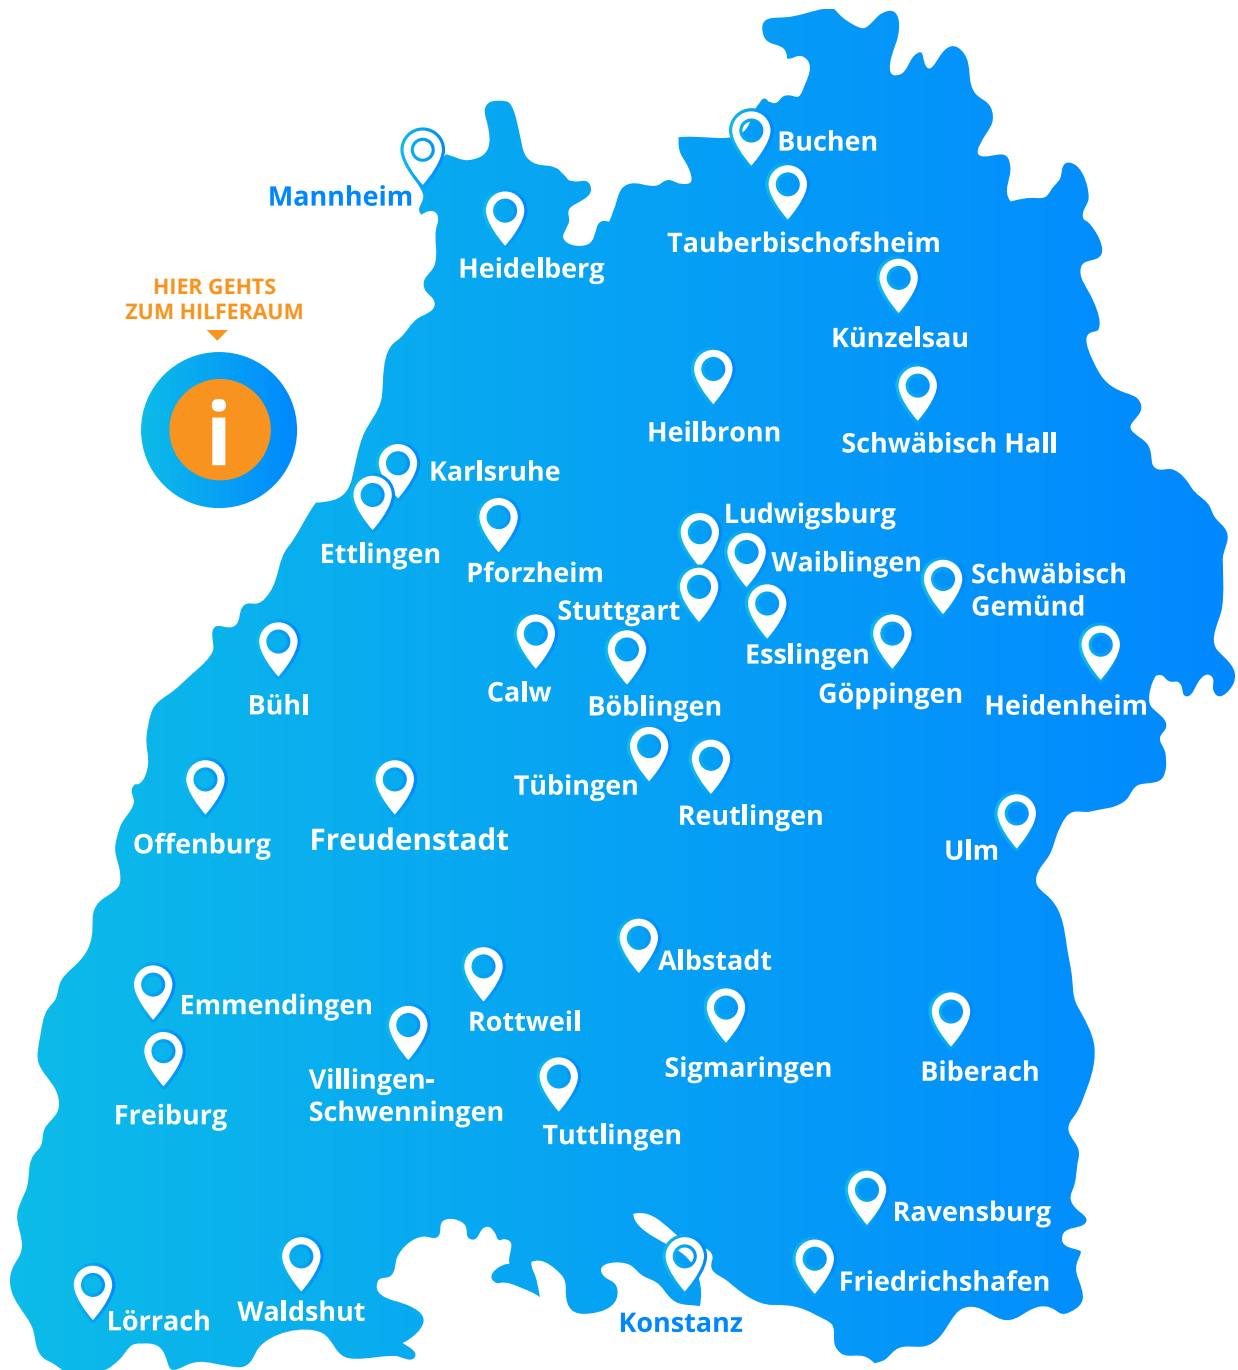 Buchen
Mannheim
Tauberbischofsheim
Heidelberg
HIER GEHTS
ZUM HILFERAUM
Künzelsau
i
Heilbronn
Schwäbisch Hall
Karlsruhe
Ludwigsburg
Ettlingen
Waiblingen
Pforzheim
Schwäbisch
Gemünd
Stuttgart
Esslingen
Calw
Göppingen
Bühl
Böblingen
Heidenheim
Tübingen
Reutlingen
Offenburg
Freudenstadt
Ulm
Albstadt
Emmendingen
Rottweil
Sigmaringen
Biberach
Villingen-
Schwenningen
Freiburg
Tuttlingen
Ravensburg
Friedrichshafen
Waldshut
Lörrach
Konstanz